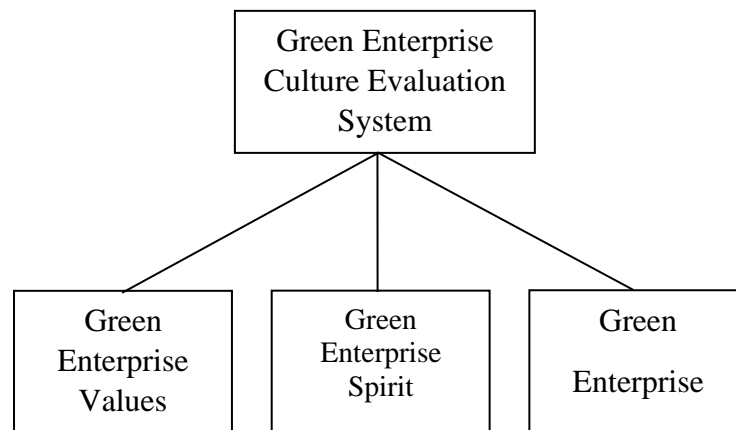 Green Enterprise
Culture Evaluation
System
Green
Enterprise
Values
Green
Enterprise
Spirit
Green
Enterprise